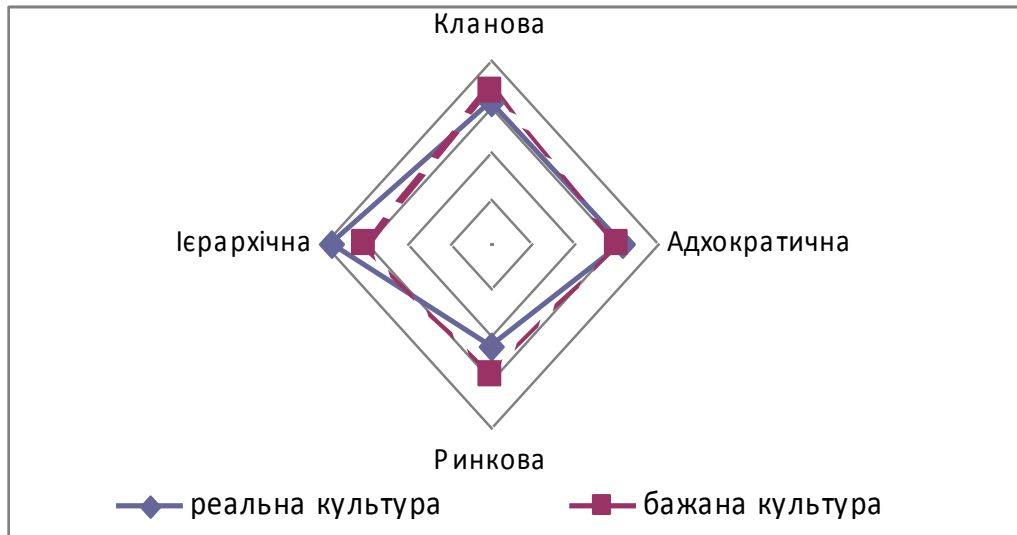 Кланова
Ієрархічна
Адхократична
Ринкова
реальна культура
бажана культура